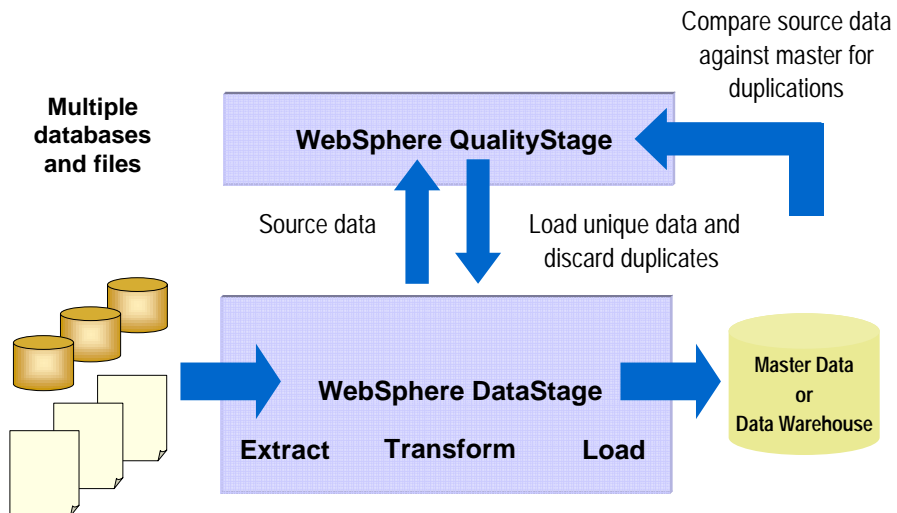 Compare source data
against master for
duplications
Multiple
databases
and files
WebSphere QualityStage
Source data
Load unique data and
discard duplicates
WebSphere DataStage
Extract
Transform
Load
Master Data
or
Data Warehouse